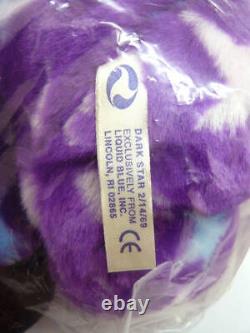 DARK STAR 2/14/69
EXCLUSIVELY FROM
LIQUID BLUE, INC.
LINCOLN, RI 02865
CE